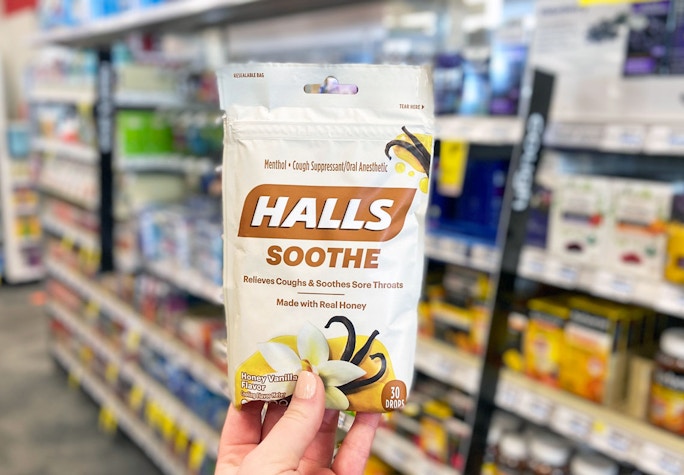 RESEALABLE BAG
TEAR HERE
Menthol • Cough Suppressant/Oral Anesthetic
HALLS
SOOTHE
Relieves Coughs & Soothes Sore Throats
Made with Real Honey
Honey Vanilla
Flavor
30
DROPS